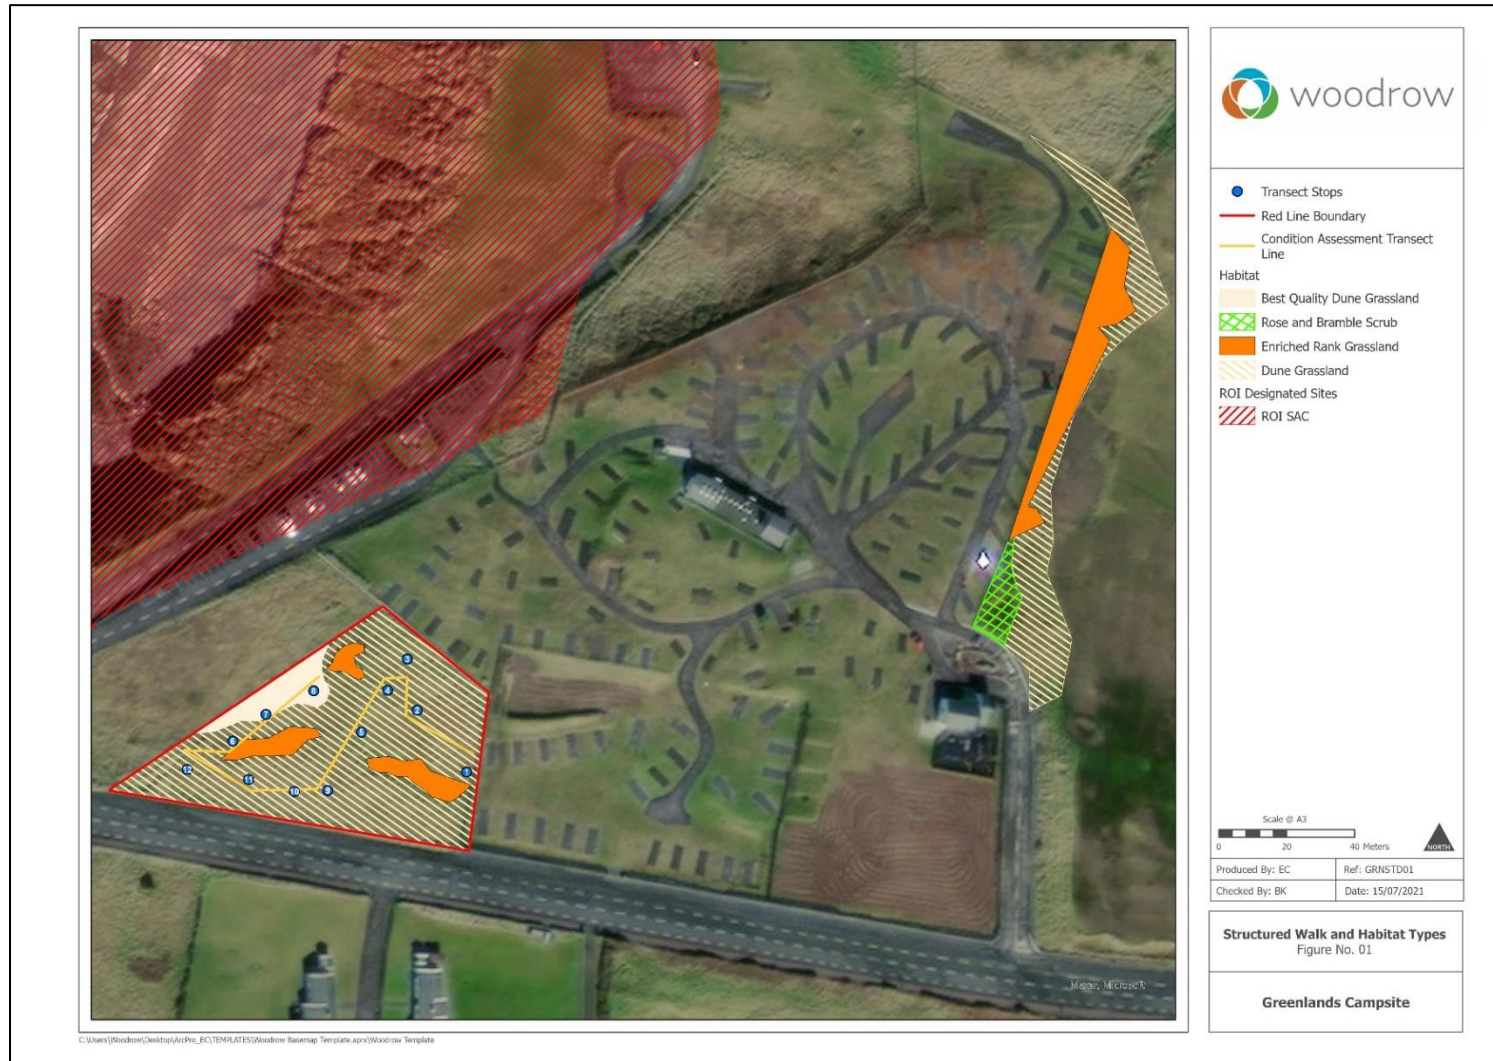 woodrow
Transect Stops
Red Line Boundary
Condition Assessment Transect
Line
Habitat
Best Quality Dune Grassland
Rose and Bramble Scrub
Enriched Rank Grassland
Dune Grassland
ROI Designated Sites
ROI SAC
3
8
4
7
2
5
6
12
11
1
10
9
Scale @ A3
0 20 40 Meters
NORTH
Produced By: EC Ref: GRNSTD01
Checked By: BK Date: 15/07/2021
Structured Walk and Habitat Types
Figure No. 01
Greenlands Campsite
Maxar, Microsoft
C:\Users\Woodrow\Desktop\ArcPro_EC\TEMPLATES\Woodrow Basemap Template.aprx\Woodrow Template